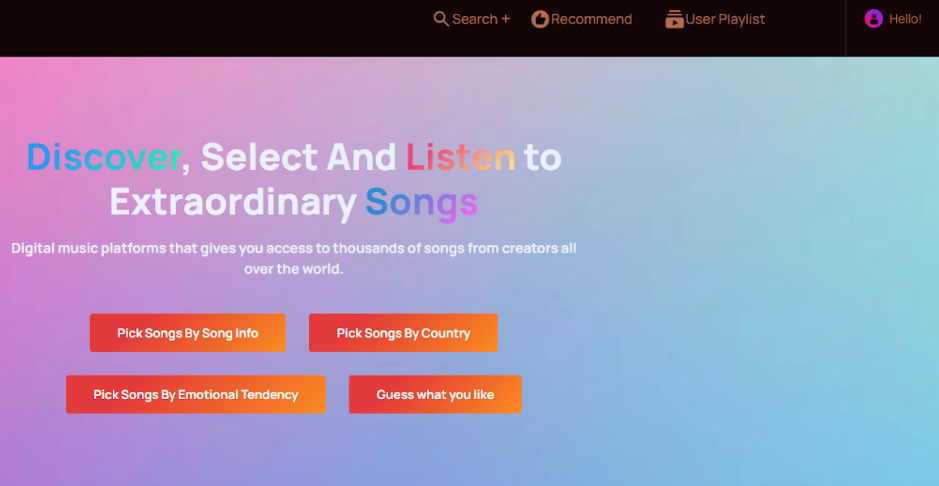 Search +
Recommend
User Playlist
Hello!
Discover, Select And Listen to
Extraordinary Songs
Digital music platforms that gives you access to thousands of songs from creators all
over the world.
Pick Songs By Song Info
Pick Songs By Country
Pick Songs By Emotional Tendency
Guess what you like